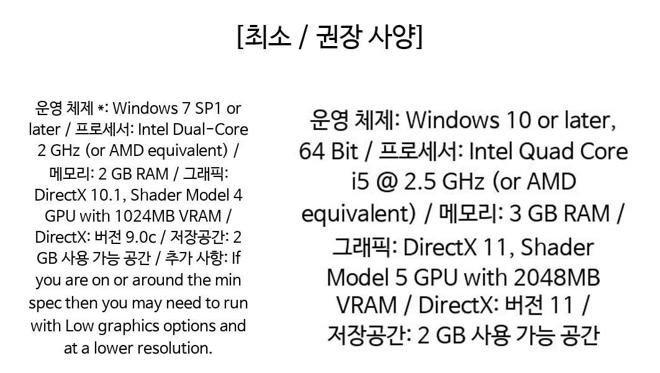 [최소 / 권장 사양]
운영 체제 *: Windows 7 SP1 or
later / 프로세서: Intel Dual-Core
2 GHz (or AMD equivalent) /
메모리: 2 GB RAM / 그래픽:
DirectX 10.1, Shader Model 4
GPU with 1024MB VRAM /
DirectX: 버전 9.0c / 저장공간: 2
GB 사용 가능 공간 / 추가 사항: If
you are on or around the min
spec then you may need to run
with Low graphics options and
at a lower resolution.
운영 체제: Windows 10 or later,
64 Bit / 프로세서: Intel Quad Core
i5 @ 2.5 GHz (or AMD
equivalent) / 메모리: 3 GB RAM /
그래픽: DirectX 11, Shader
Model 5 GPU with 2048MB
VRAM / DirectX: 버전 11 /
저장공간: 2 GB 사용 가능 공간